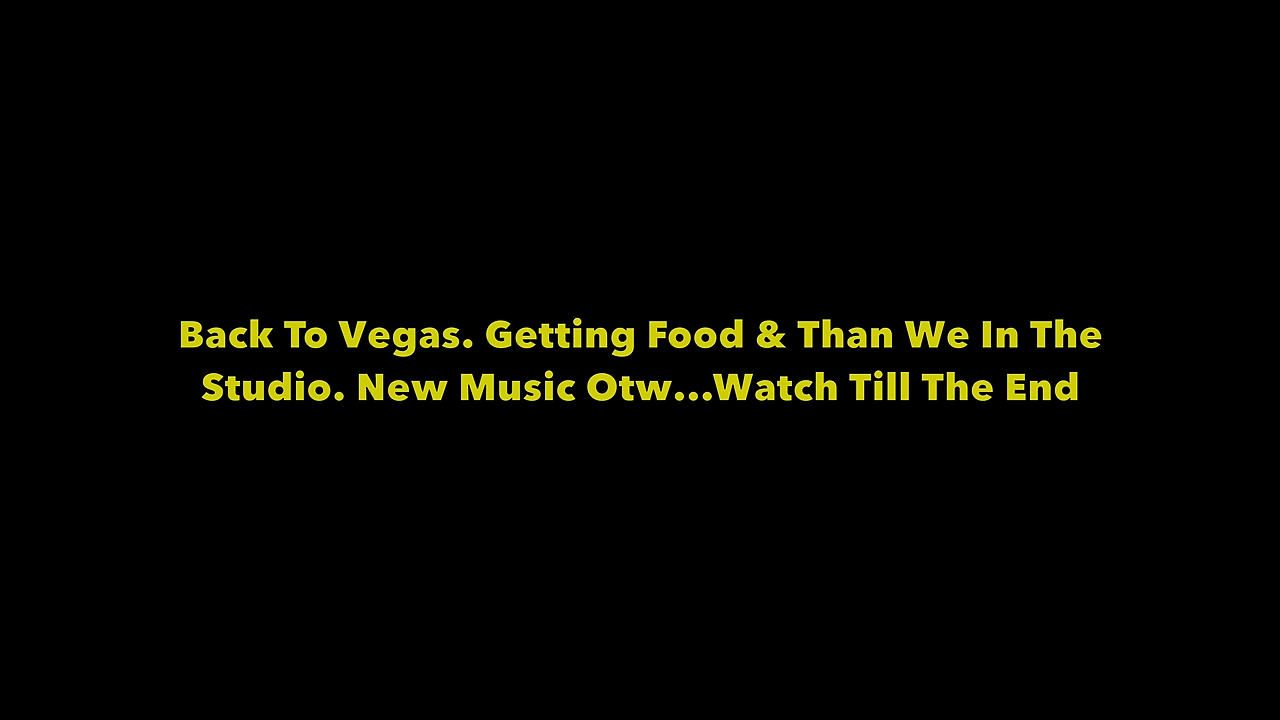 Back To Vegas. Getting Food & Than We In The
Studio. New Music Otw...Watch Till The End